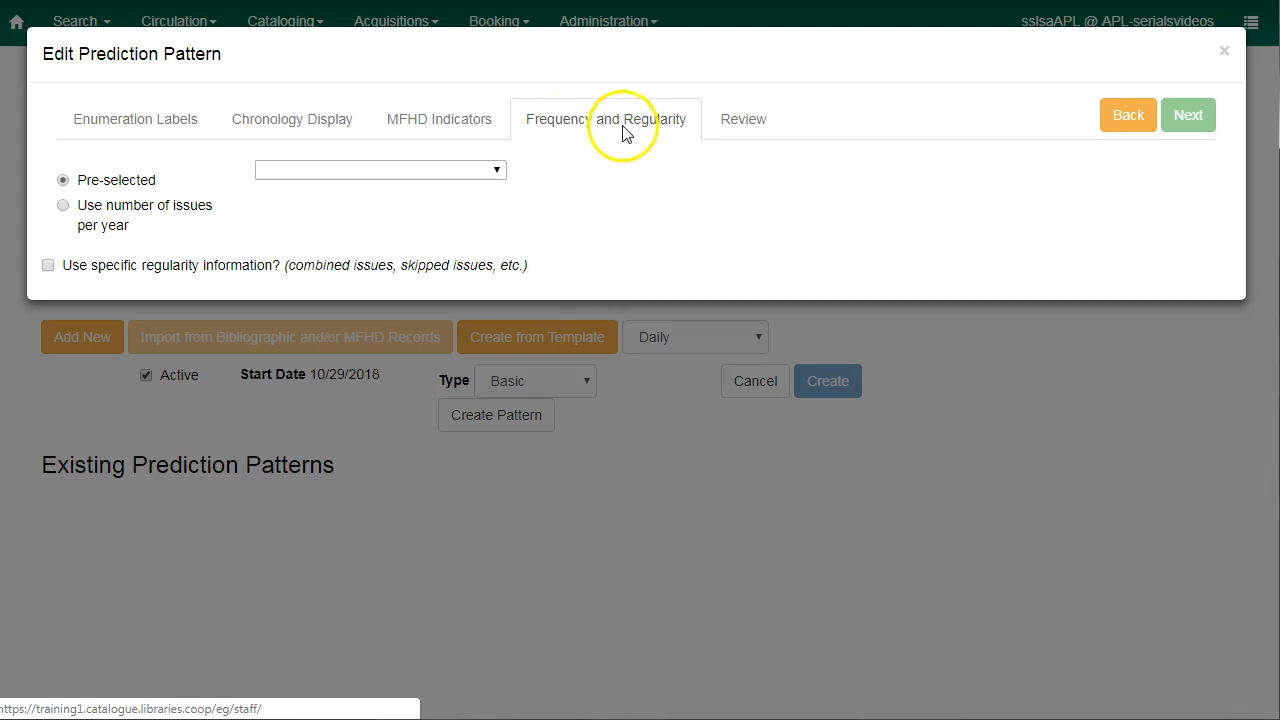 Search Circulation Cataloging Acquisitions Booking Administration ssIsaAPL @ APL-serialsvideos
Edit Prediction Pattern ×
Enumeration Labels Chronology Display MFHD Indicators Frequency and Regularity Review Back Next
Pre-selected
Use number of issues
per year
Use specific regularity information? (combined issues, skipped issues, etc.)
Add New Import from Bibliographic and/or MFHD Records Create from Template Daily
Active Start Date 10/29/2018 Type Basic Cancel Create
Create Pattern
Existing Prediction Patterns
https://training1.catalogue.libraries.coop/eg/staff/